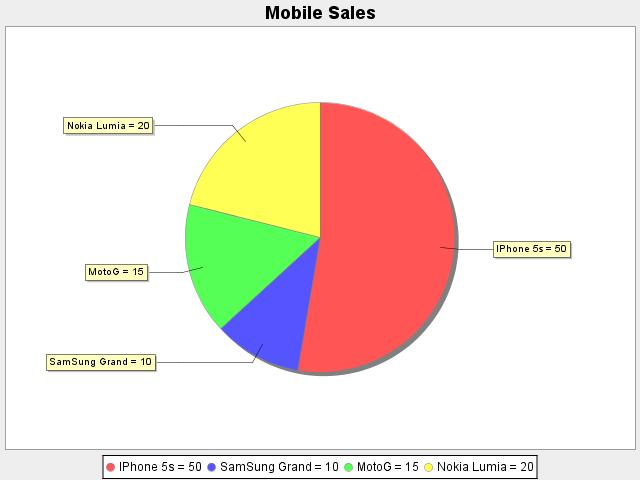 Mobile Sales
Nokia Lumia = 20
IPhone 5s = 50
MotoG = 15
SamSung Grand = 10
IPhone 5s = 50 SamSung Grand = 10 MotoG = 15 Nokia Lumia = 20